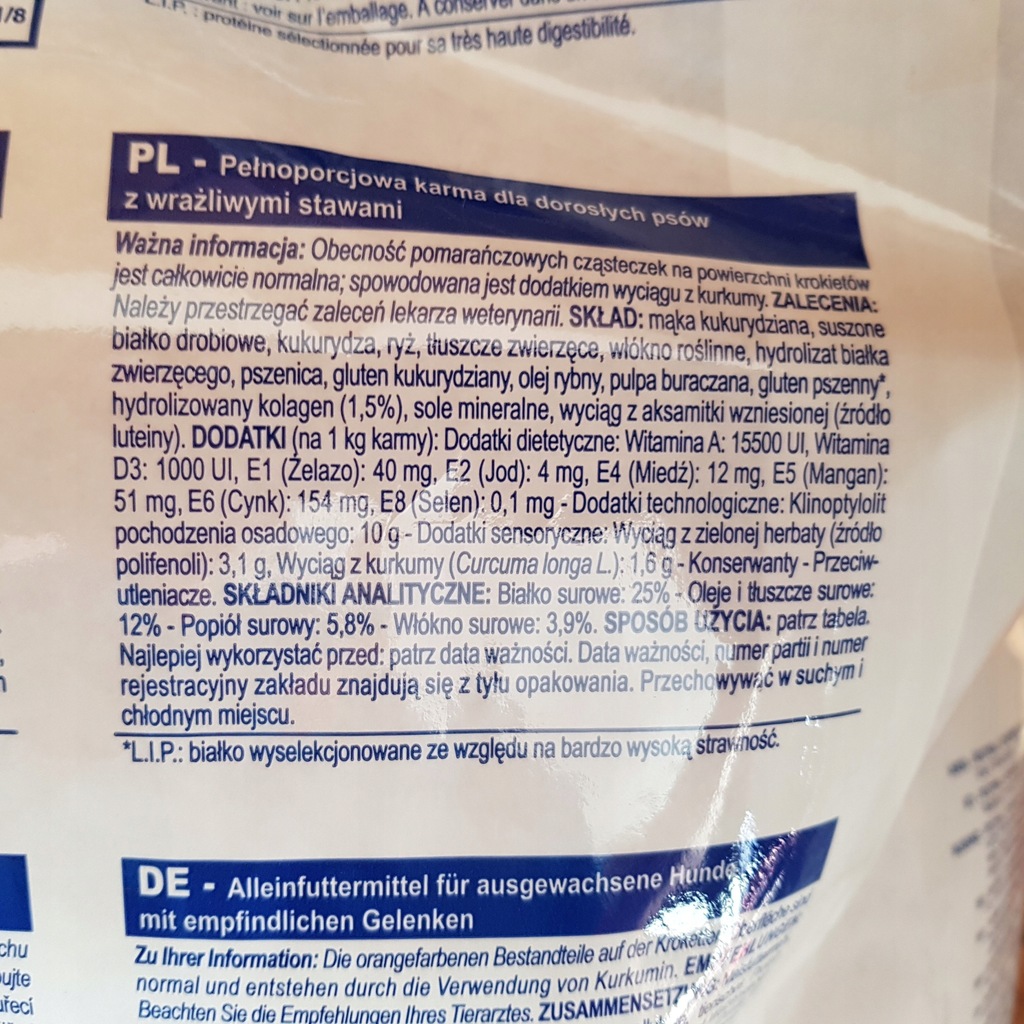 1/8
voir sur l'emballage. A conserver
L.I.P. : protéine sélectionnée pour sa très haute digestibilité.
PL - Pełnoporcjowa karma dla dorosłych psów
z wrażliwymi stawami
Ważna informacja: Obecność pomarańczowych cząsteczek na powierzchni krokietów
jest całkowicie normalna; spowodowana jest dodatkiem wyciągu z kurkumy. ZALECENIA:
Należy przestrzegać zaleceń lekarza weterynarii. SKŁAD: mąka kukurydziana, suszone
białko drobiowe, kukurydza, ryż, tłuszcze zwierzęce, włókno roślinne, hydrolizat białka
zwierzęcego, pszenica, gluten kukurydziany, olej rybny, pulpa buraczana, gluten pszenny*,
hydrolizowany kolagen (1,5%), sole mineralne, wyciąg z aksamitki wzniesionej (źródło
luteiny). DODATKI (na 1 kg karmy): Dodatki dietetyczne: Witamina A: 15500 UI, Witamina
D3: 1000 UI, E1 (Żelazo): 40 mg, E2 (Jod): 4 mg, E4 (Miedź): 12 mg, E5 (Mangan):
51 mg, E6 (Cynk): 154 mg, E8 (Selen): 0,1 mg - Dodatki technologiczne: Klinoptylolit
pochodzenia osadowego: 10 g - Dodatki sensoryczne: Wyciąg z zielonej herbaty (źródło
polifenoli): 3,1 g, Wyciąg z kurkumy (Curcuma longa L.): 1,6 g - Konserwanty - Przeciw-
utleniacze. SKŁADNIKI ANALITYCZNE: Białko surowe: 25% - Oleje i tłuszcze surowe:
12% - Popiół surowy: 5,8% - Włókno surowe: 3,9%. SPOSÓB UŻYCIA: patrz tabela.
Najlepiej wykorzystać przed: patrz data ważności. Data ważności, numer partii i numer
rejestracyjny zakładu znajdują się z tyłu opakowania. Przechowywać w suchym i
chłodnym miejscu.
*L.I.P.: białko wyselekcjonowane ze względu na bardzo wysoką strawność.
DE - Alleinfuttermittel für ausgewachsene Hunde
mit empfindlichen Gelenken
Zu Ihrer Information: Die orangefarbenen Bestandteile auf der
normal und entstehen durch die Verwendung von Kurkumin.
Beachten Sie die Empfehlungen Ihres Tierarztes.